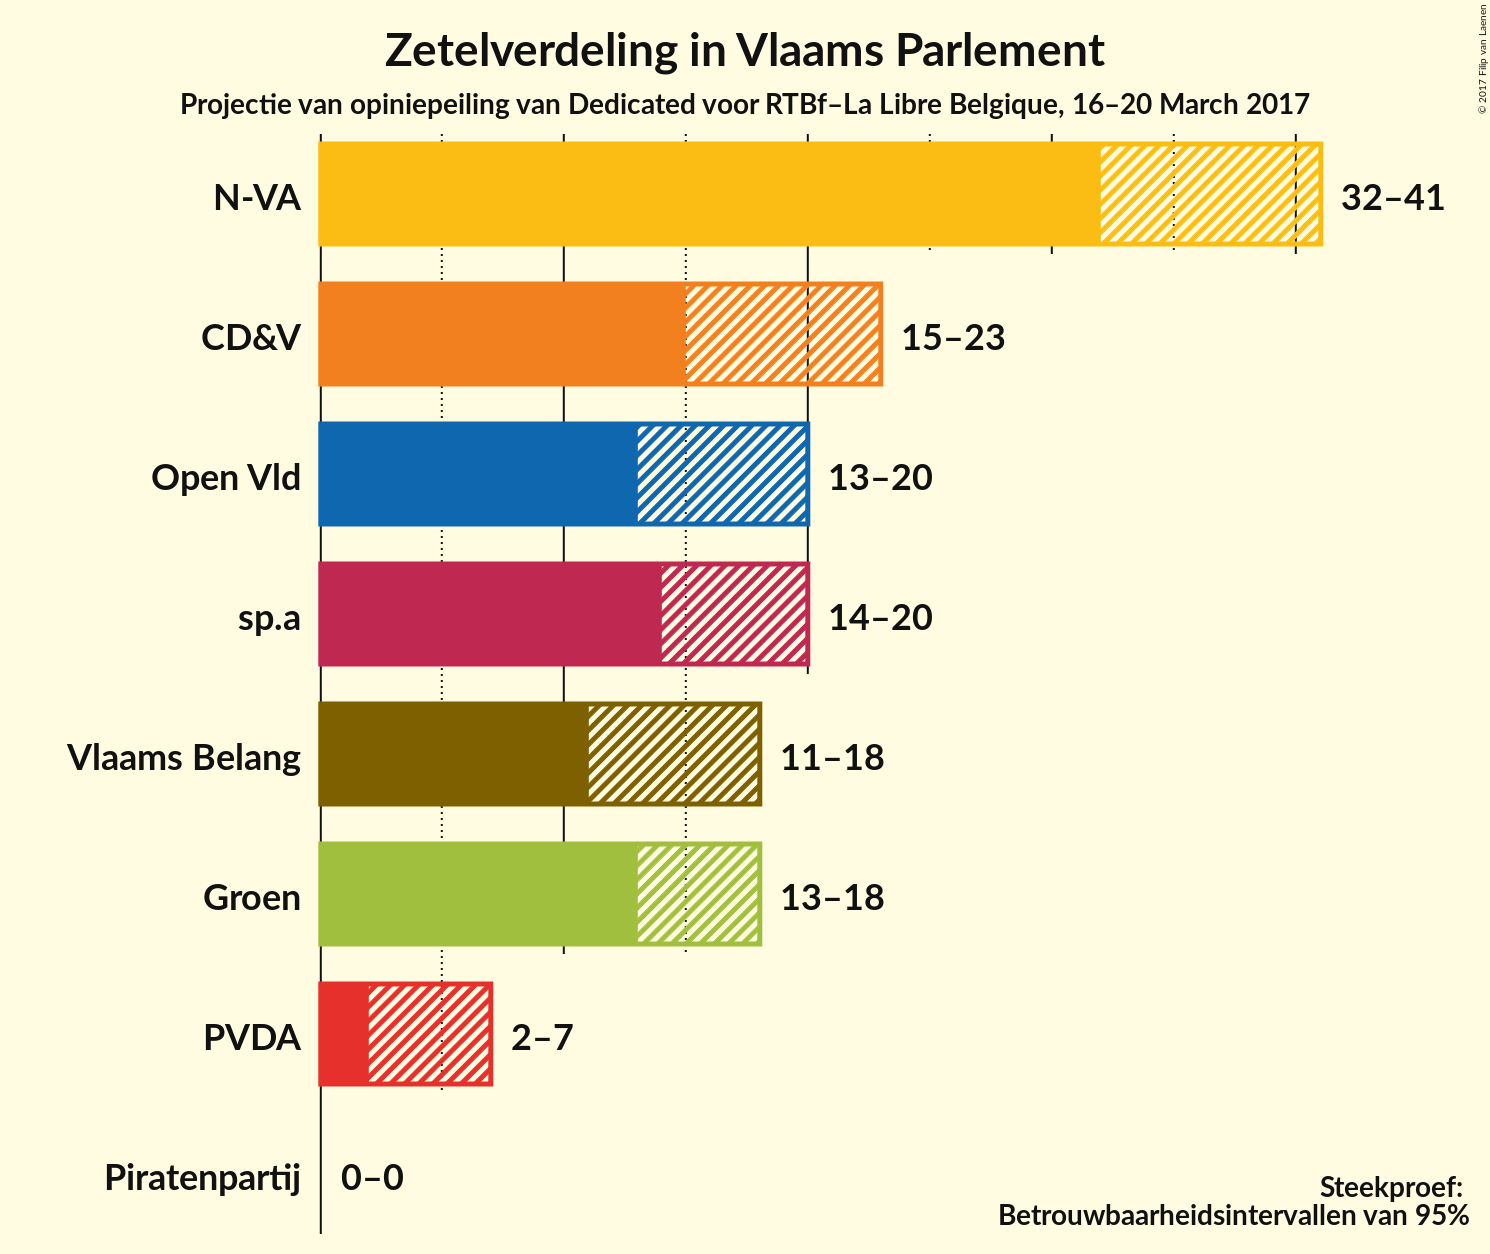 Zetelverdeling in Vlaams Parlement
Projectie van opiniepeiling van Dedicated voor RTBf–La Libre Belgique, 16–20 March 2017
© 2017 Filip van Laenen
N-VA 32–41
CD&V 15–23
Open Vld 13–20
sp.a 14–20
Vlaams Belang 11–18
Groen 13–18
PVDA 2–7
Piratenpartij 0–0
Steekproef:
Betrouwbaarheidsintervallen van 95%